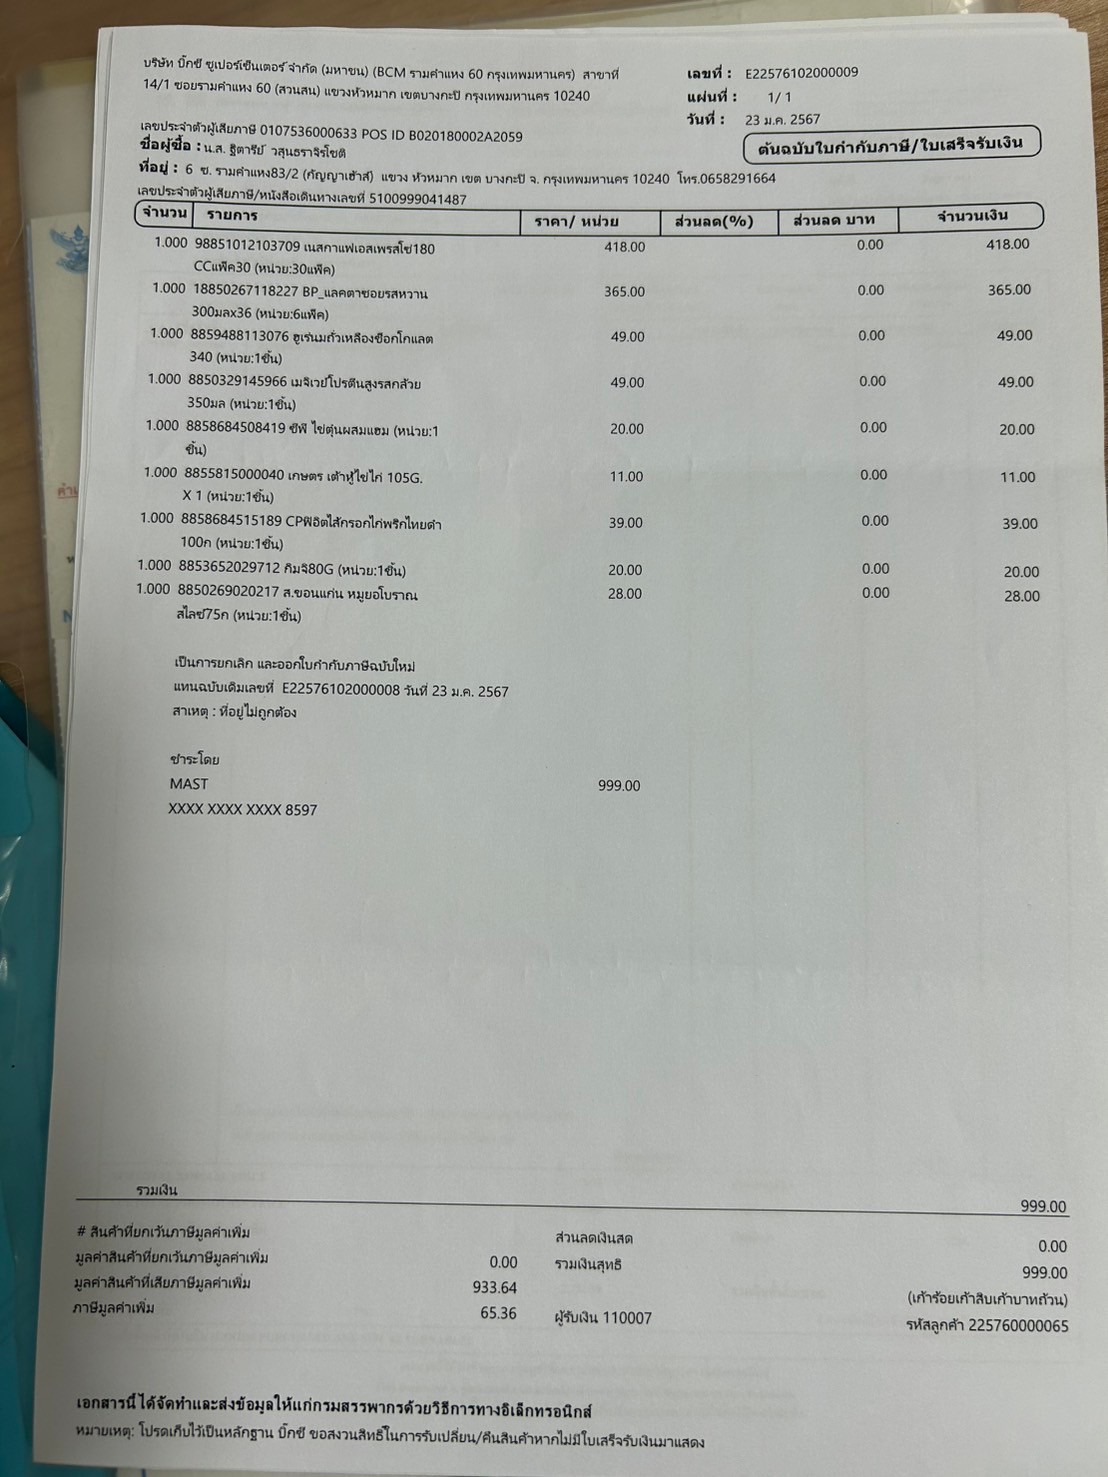 บริษัท บิ๊กซี ซูเปอร์เซ็นเตอร์ จำกัด (มหาชน) (BCM รามคำแหง 60 กรุงเทพมหานคร) สาขาที่
14/1 ซอยรามคำแหง 60 (สวนสน) แขวงหัวหมาก เขตบางกะปิ กรุงเทพมหานคร 10240
เลขที่ : E22576102000009
แผ่นที่ : 1/ 1
วันที่ : 23 ม.ค. 2567
ต้นฉบับใบกำกับภาษี/ใบเสร็จรับเงิน
เลขประจำตัวผู้เสียภาษี 0107536000633 POS ID B020180002A2059
ชื่อผู้ซื้อ : น.ส. ฐิตารีย์ วสุนธราจิรโชติ
ที่อยู่ : 6 ซ. รามคำแหง83/2 (กัญญาเฮ้าส์) แขวง หัวหมาก เขต บางกะปิ จ. กรุงเทพมหานคร 10240 โทร.0658291664
เลขประจำตัวผู้เสียภาษี/หนังสือเดินทางเลขที่ 5100999041487
จำนวน รายการ ราคา/ หน่วย ส่วนลด(%) ส่วนลด บาท จำนวนเงิน
1.000 98851012103709 เนสกาแฟเอสเพรสโซ่180 418.00 0.00 418.00
CCแพ็ค30 (หน่วย:30แพ็ค)
1.000 18850267118227 BP_แลคตาซอยรสหวาน 365.00 0.00 365.00
300มลx36 (หน่วย:6แพ็ค)
1.000 8859488113076 ฮูเร่นมถั่วเหลืองช็อกโกแลต 49.00 0.00 49.00
340 (หน่วย:1ชิ้น)
1.000 8850329145966 เมจิเวย์โปรตีนสูงรสกล้วย 49.00 0.00 49.00
350มล (หน่วย:1ชิ้น)
1.000 8858684508419 ซีพี ไข่ตุ๋นผสมแฮม (หน่วย:1 20.00 0.00 20.00
ชิ้น)
1.000 8855815000040 เกษตร เต้าหู้ไข่ไก่ 105G. 11.00 0.00 11.00
X 1 (หน่วย:1ชิ้น)
1.000 8858684515189 CPฟิอิตไส้กรอกไก่พริกไทยดำ 39.00 0.00 39.00
100ก (หน่วย:1ชิ้น)
1.000 8853652029712 กิมจิ80G (หน่วย:1ชิ้น) 20.00 0.00 20.00
1.000 8850269020217 ส.ขอนแก่น หมูยอโบราณ 28.00 0.00 28.00
สไลซ์75ก (หน่วย:1ชิ้น)
เป็นการยกเลิก และออกใบกำกับภาษีฉบับใหม่
แทนฉบับเดิมเลขที่ E22576102000008 วันที่ 23 ม.ค. 2567
สาเหตุ : ที่อยู่ไม่ถูกต้อง
ชำระโดย
MAST 999.00
XXXX XXXX XXXX 8597
รวมเงิน 999.00
# สินค้าที่ยกเว้นภาษีมูลค่าเพิ่ม ส่วนลดเงินสด 0.00
มูลค่าสินค้าที่ยกเว้นภาษีมูลค่าเพิ่ม 0.00 รวมเงินสุทธิ 999.00
มูลค่าสินค้าที่เสียภาษีมูลค่าเพิ่ม 933.64 (เก้าร้อยเก้าสิบเก้าบาทถ้วน)
ภาษีมูลค่าเพิ่ม 65.36 ผู้รับเงิน 110007 รหัสลูกค้า 225760000065
เอกสารนี้ ได้จัดทำและส่งข้อมูลให้แก่กรมสรรพากรด้วยวิธีการทางอิเล็กทรอนิกส์
หมายเหตุ: โปรดเก็บไว้เป็นหลักฐาน บิ๊กซี ขอสงวนสิทธิ์ในการรับเปลี่ยน/คืนสินค้าหากไม่มีใบเสร็จรับเงินมาแสดง